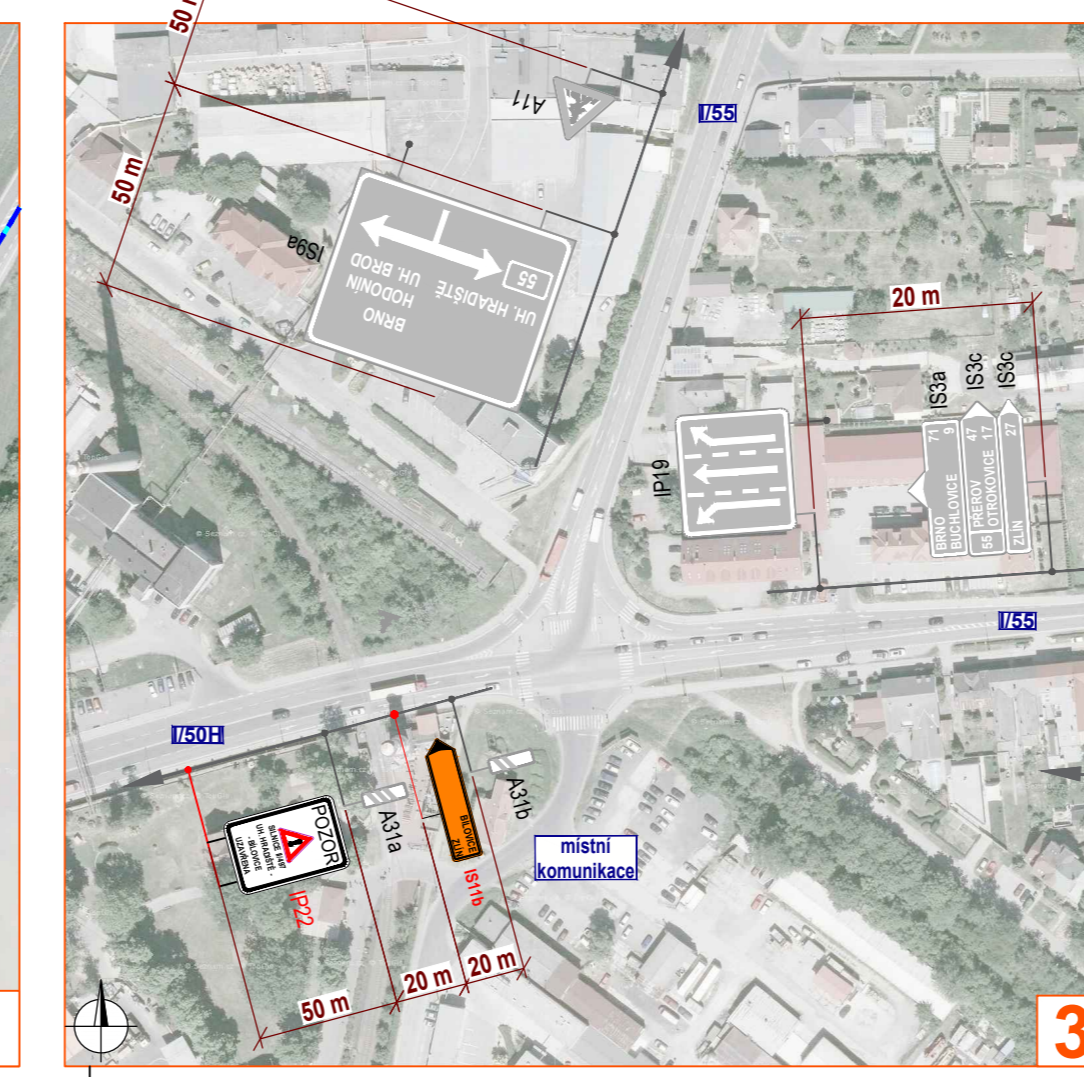 50 m
A11
I/55
50 m
IS9a
BRNO
HODONÍN
UH. BROD
UH. HRADIŠTĚ
55
20 m
IS3a
IS3c
IS3c
BRNO 71
BUCHLOVICE 9
PŘEROV 47
55 OTROKOVICE 17
ZLÍN 27
IP19
I/55
I/50H
POZOR
UH. HRADIŠTĚ -
- BÍLOVICE
UZAVŘENA
IP22
A31a
BÍLOVICE
ZLÍN
IS11b
A31b
místní
komunikace
50 m
20 m
20 m
3